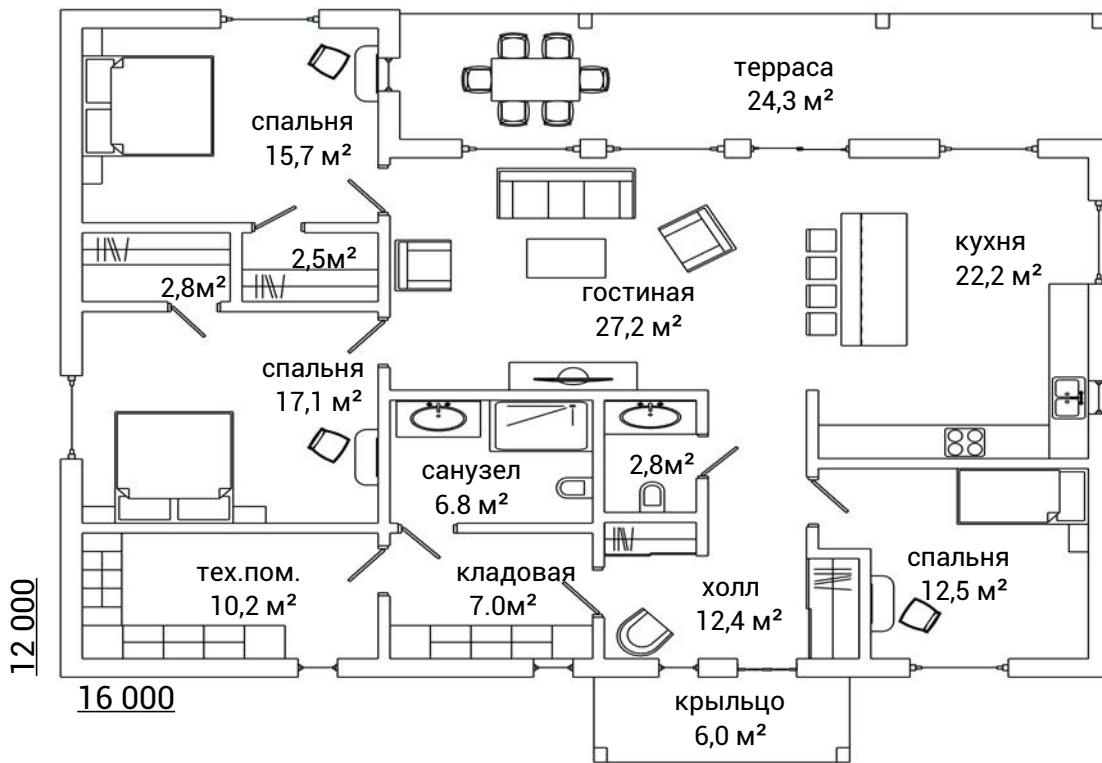 терраса
24,3 м²
спальня
15,7 м²
2,5м²
2,8м²
гостиная
27,2 м²
кухня
22,2 м²
спальня
17,1 м²
санузел
6.8 м²
2,8м²
тех.пом.
10,2 м²
кладовая
7.0м²
холл
12,4 м²
спальня
12,5 м²
12 000
16 000
крыльцо
6,0 м²